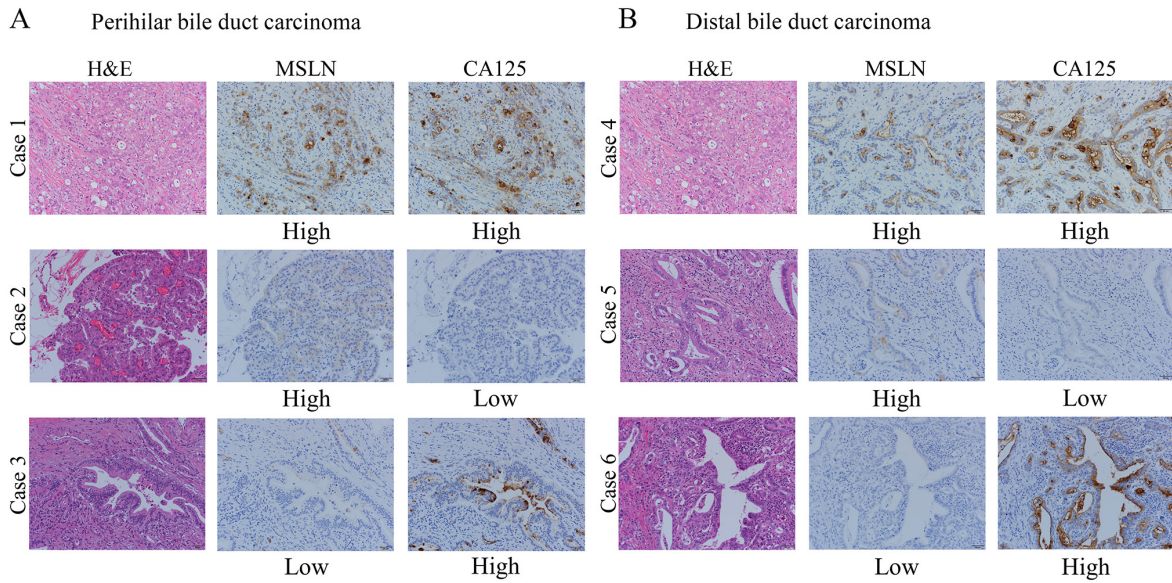 A Perihilar bile duct carcinoma
H&E MSLN CA125
Case 1
High High
Case 2
High Low
Case 3
Low High
B Distal bile duct carcinoma
H&E MSLN CA125
Case 4
High High
Case 5
High Low
Case 6
Low High